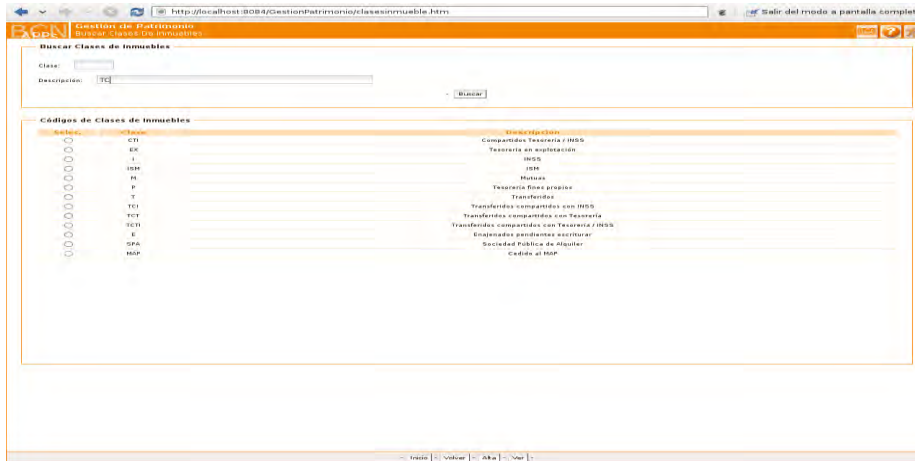 http://localhost:8084/GestionPatrimonio/clasesinmueble.htm
Salir del modo a pantalla complet
Gestión de Patrimonio
Buscar Clases De Inmuebles
Buscar Clases de Inmuebles
Clase:
Descripción: TC
Buscar
Códigos de Clases de Inmuebles
Selec. Clase Descripcion
CTI Compartidos Tesorería / INSS
EX Tesorería en explotación
I INSS
ISM ISM
M Mutuas
P Tesorería fines propios
T Transferidos
TCI Transferidos compartidos con INSS
TCT Transferidos compartidos con Tesorería
TCTI Transferidos compartidos con Tesorería / INSS
E Enajenados pendientes escriturar
SPA Sociedad Pública de Alquiler
MAP Cedido al MAP
- Inicio - Volver - Alta - Ver -